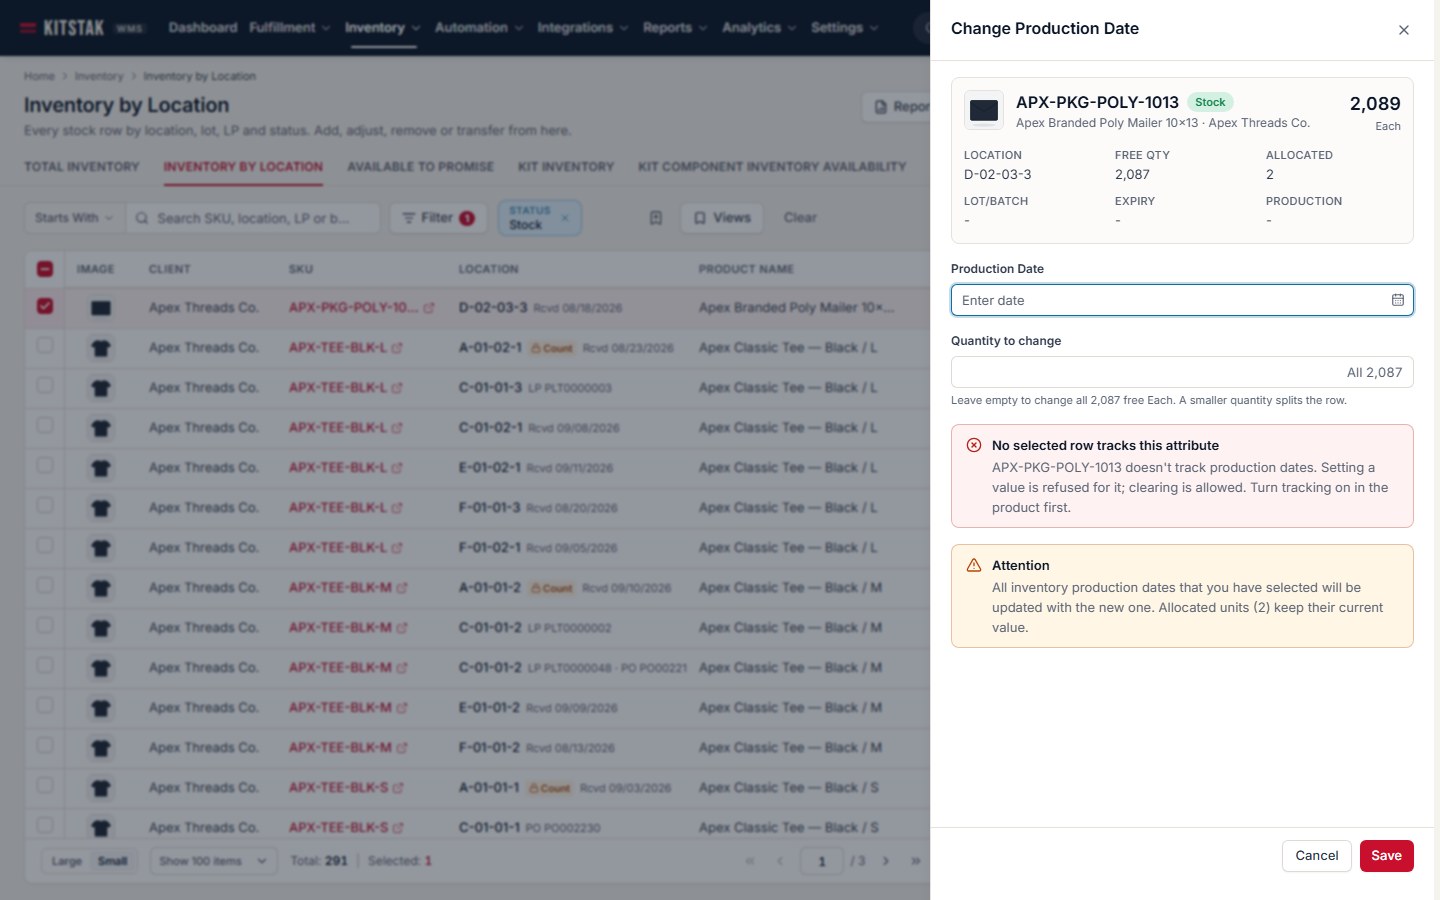 KITSTAK WMS Dashboard Fulfillment Inventory Automation Integrations Reports Analytics Settings
Home > Inventory > Inventory by Location
Inventory by Location
Every stock row by location, lot, LP and status. Add, adjust, remove or transfer from here.
TOTAL INVENTORY INVENTORY BY LOCATION AVAILABLE TO PROMISE KIT INVENTORY KIT COMPONENT INVENTORY AVAILABILITY
Starts With Search SKU, location, LP or b... Filter 1 STATUS Stock Views Clear
IMAGE CLIENT SKU LOCATION PRODUCT NAME
Apex Threads Co. APX-PKG-POLY-10... D-02-03-3 Rcvd 08/18/2026 Apex Branded Poly Mailer 10×...
Apex Threads Co. APX-TEE-BLK-L A-01-02-1 Count Rcvd 08/23/2026 Apex Classic Tee — Black / L
Apex Threads Co. APX-TEE-BLK-L C-01-01-3 LP PLT0000003 Apex Classic Tee — Black / L
Apex Threads Co. APX-TEE-BLK-L C-01-02-1 Rcvd 09/08/2026 Apex Classic Tee — Black / L
Apex Threads Co. APX-TEE-BLK-L E-01-02-1 Rcvd 09/11/2026 Apex Classic Tee — Black / L
Apex Threads Co. APX-TEE-BLK-L F-01-01-3 Rcvd 08/20/2026 Apex Classic Tee — Black / L
Apex Threads Co. APX-TEE-BLK-L F-01-02-1 Rcvd 09/05/2026 Apex Classic Tee — Black / L
Apex Threads Co. APX-TEE-BLK-M A-01-01-2 Count Rcvd 09/10/2026 Apex Classic Tee — Black / M
Apex Threads Co. APX-TEE-BLK-M C-01-01-2 LP PLT0000002 Apex Classic Tee — Black / M
Apex Threads Co. APX-TEE-BLK-M C-01-01-2 LP PLT0000048 · PO PO00221 Apex Classic Tee — Black / M
Apex Threads Co. APX-TEE-BLK-M E-01-01-2 Rcvd 09/09/2026 Apex Classic Tee — Black / M
Apex Threads Co. APX-TEE-BLK-M F-01-01-2 Rcvd 08/13/2026 Apex Classic Tee — Black / M
Apex Threads Co. APX-TEE-BLK-S A-01-01-1 Count Rcvd 09/03/2026 Apex Classic Tee — Black / S
Apex Threads Co. APX-TEE-BLK-S C-01-01-1 PO PO002230 Apex Classic Tee — Black / S
Large Small Show 100 items Total: 291 | Selected: 1 « ‹ 1 / 3 › »
Change Production Date
APX-PKG-POLY-1013 Stock 2,089
Apex Branded Poly Mailer 10×13 · Apex Threads Co. Each
LOCATION FREE QTY ALLOCATED
D-02-03-3 2,087 2
LOT/BATCH EXPIRY PRODUCTION
- - -
Production Date
Enter date
Quantity to change
All 2,087
Leave empty to change all 2,087 free Each. A smaller quantity splits the row.
No selected row tracks this attribute
APX-PKG-POLY-1013 doesn't track production dates. Setting a
value is refused for it; clearing is allowed. Turn tracking on in the
product first.
Attention
All inventory production dates that you have selected will be
updated with the new one. Allocated units (2) keep their current
value.
Cancel Save